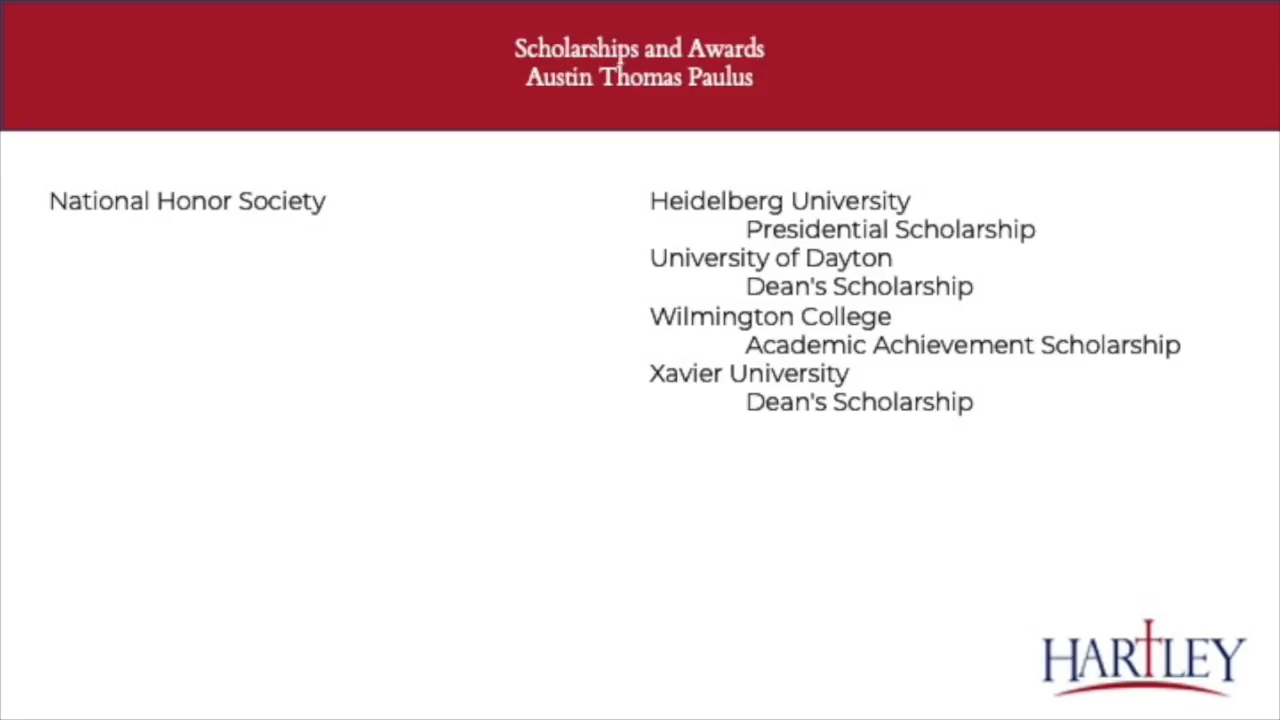 Scholarships and Awards
Austin Thomas Paulus
National Honor Society
Heidelberg University
Presidential Scholarship
University of Dayton
Dean's Scholarship
Wilmington College
Academic Achievement Scholarship
Xavier University
Dean's Scholarship
HARTLEY